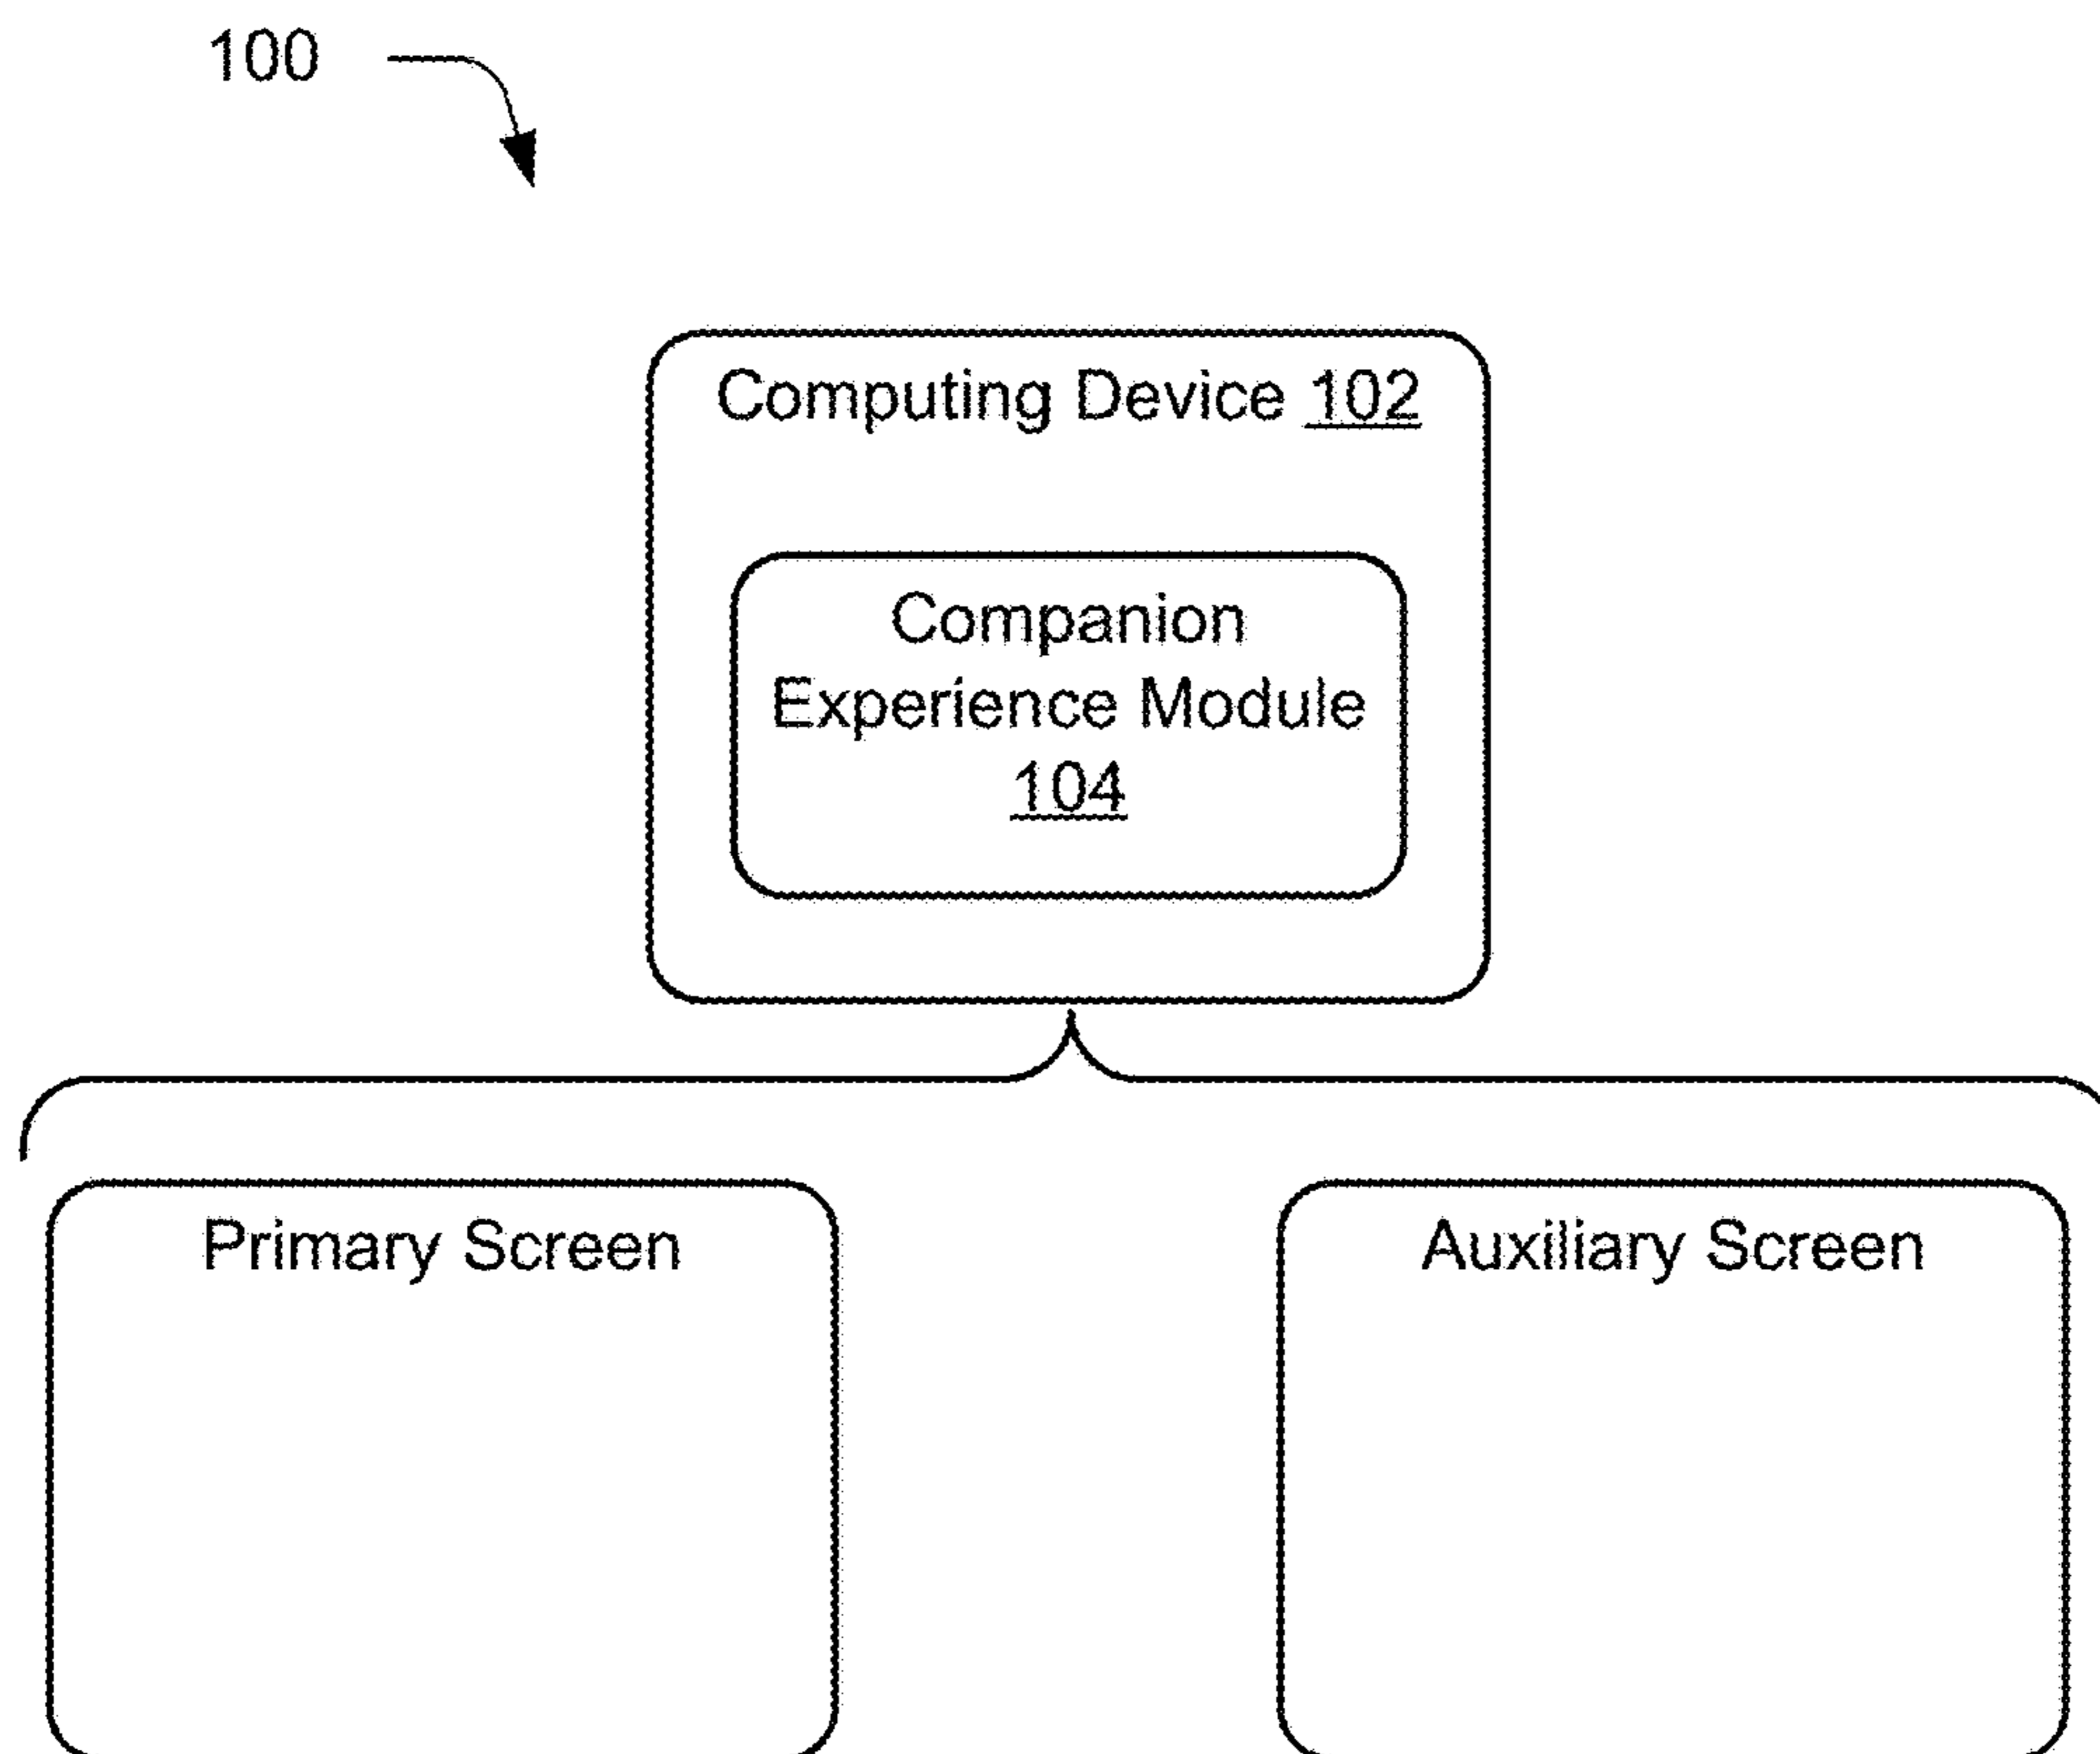 100
Computing Device 102
Companion
Experience Module
104
Primary Screen
Auxiliary Screen